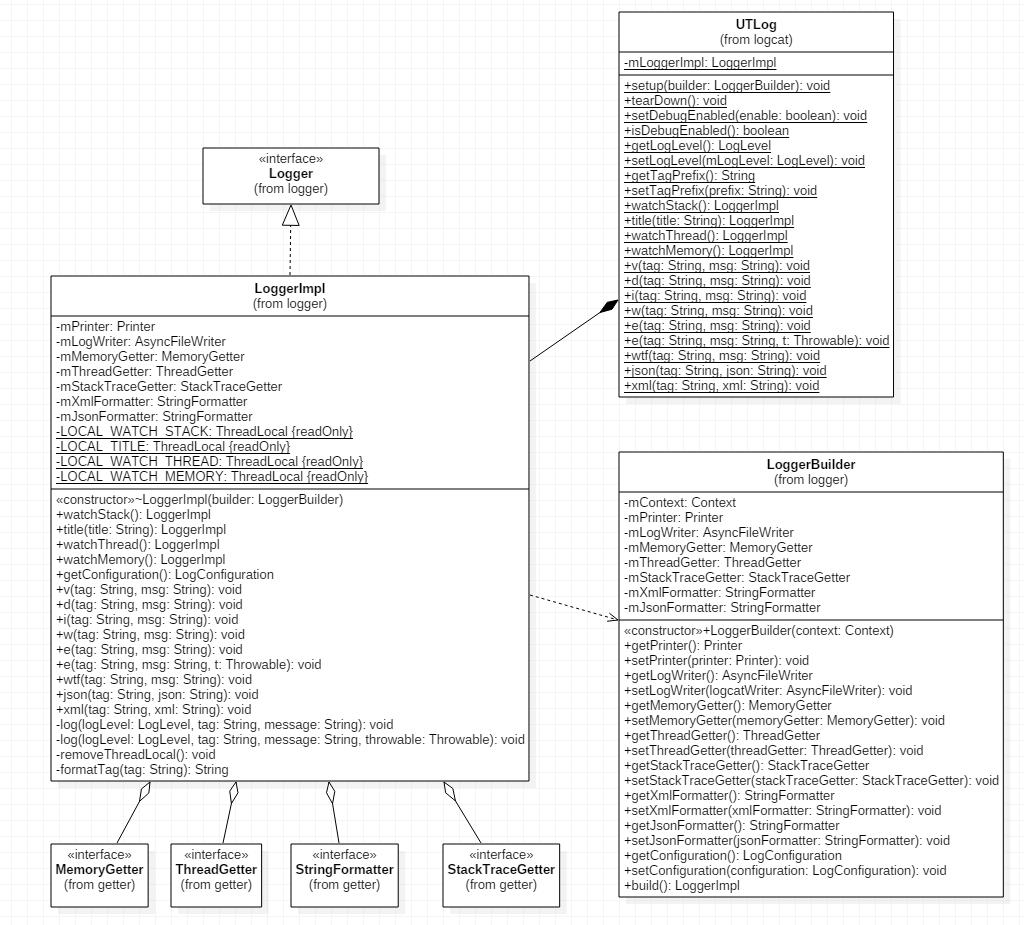 UTLog
(from logcat)
-mLoggerImpl: LoggerImpl
+setup(builder: LoggerBuilder): void
+tearDown(): void
+setDebugEnabled(enable: boolean): void
+isDebugEnabled(): boolean
+getLogLevel(): LogLevel
+setLogLevel(mLogLevel: LogLevel): void
+getTagPrefix(): String
+setTagPrefix(prefix: String): void
+watchStack(): LoggerImpl
+title(title: String): LoggerImpl
+watchThread(): LoggerImpl
+watchMemory(): LoggerImpl
+v(tag: String, msg: String): void
+d(tag: String, msg: String): void
+i(tag: String, msg: String): void
+w(tag: String, msg: String): void
+e(tag: String, msg: String): void
+e(tag: String, msg: String, t: Throwable): void
+wtf(tag: String, msg: String): void
+json(tag: String, json: String): void
+xml(tag: String, xml: String): void
«interface»
Logger
(from logger)
LoggerImpl
(from logger)
-mPrinter: Printer
-mLogWriter: AsyncFileWriter
-mMemoryGetter: MemoryGetter
-mThreadGetter: ThreadGetter
-mStackTraceGetter: StackTraceGetter
-mXmlFormatter: StringFormatter
-mJsonFormatter: StringFormatter
-LOCAL_WATCH_STACK: ThreadLocal {readOnly}
-LOCAL_TITLE: ThreadLocal {readOnly}
-LOCAL_WATCH_THREAD: ThreadLocal {readOnly}
-LOCAL_WATCH_MEMORY: ThreadLocal {readOnly}
«constructor»~LoggerImpl(builder: LoggerBuilder)
+watchStack(): LoggerImpl
+title(title: String): LoggerImpl
+watchThread(): LoggerImpl
+watchMemory(): LoggerImpl
+getConfiguration(): LogConfiguration
+v(tag: String, msg: String): void
+d(tag: String, msg: String): void
+i(tag: String, msg: String): void
+w(tag: String, msg: String): void
+e(tag: String, msg: String): void
+e(tag: String, msg: String, t: Throwable): void
+wtf(tag: String, msg: String): void
+json(tag: String, json: String): void
+xml(tag: String, xml: String): void
-log(logLevel: LogLevel, tag: String, message: String): void
-log(logLevel: LogLevel, tag: String, message: String, throwable: Throwable): void
-removeThreadLocal(): void
-formatTag(tag: String): String
LoggerBuilder
(from logger)
-mContext: Context
-mPrinter: Printer
-mLogWriter: AsyncFileWriter
-mMemoryGetter: MemoryGetter
-mThreadGetter: ThreadGetter
-mStackTraceGetter: StackTraceGetter
-mXmlFormatter: StringFormatter
-mJsonFormatter: StringFormatter
«constructor»+LoggerBuilder(context: Context)
+getPrinter(): Printer
+setPrinter(printer: Printer): void
+getLogWriter(): AsyncFileWriter
+setLogWriter(logcatWriter: AsyncFileWriter): void
+getMemoryGetter(): MemoryGetter
+setMemoryGetter(memoryGetter: MemoryGetter): void
+getThreadGetter(): ThreadGetter
+setThreadGetter(threadGetter: ThreadGetter): void
+getStackTraceGetter(): StackTraceGetter
+setStackTraceGetter(stackTraceGetter: StackTraceGetter): void
+getXmlFormatter(): StringFormatter
+setXmlFormatter(xmlFormatter: StringFormatter): void
+getJsonFormatter(): StringFormatter
+setJsonFormatter(jsonFormatter: StringFormatter): void
+getConfiguration(): LogConfiguration
+setConfiguration(configuration: LogConfiguration): void
+build(): LoggerImpl
«interface»
MemoryGetter
(from getter)
«interface»
ThreadGetter
(from getter)
«interface»
StringFormatter
(from getter)
«interface»
StackTraceGetter
(from getter)